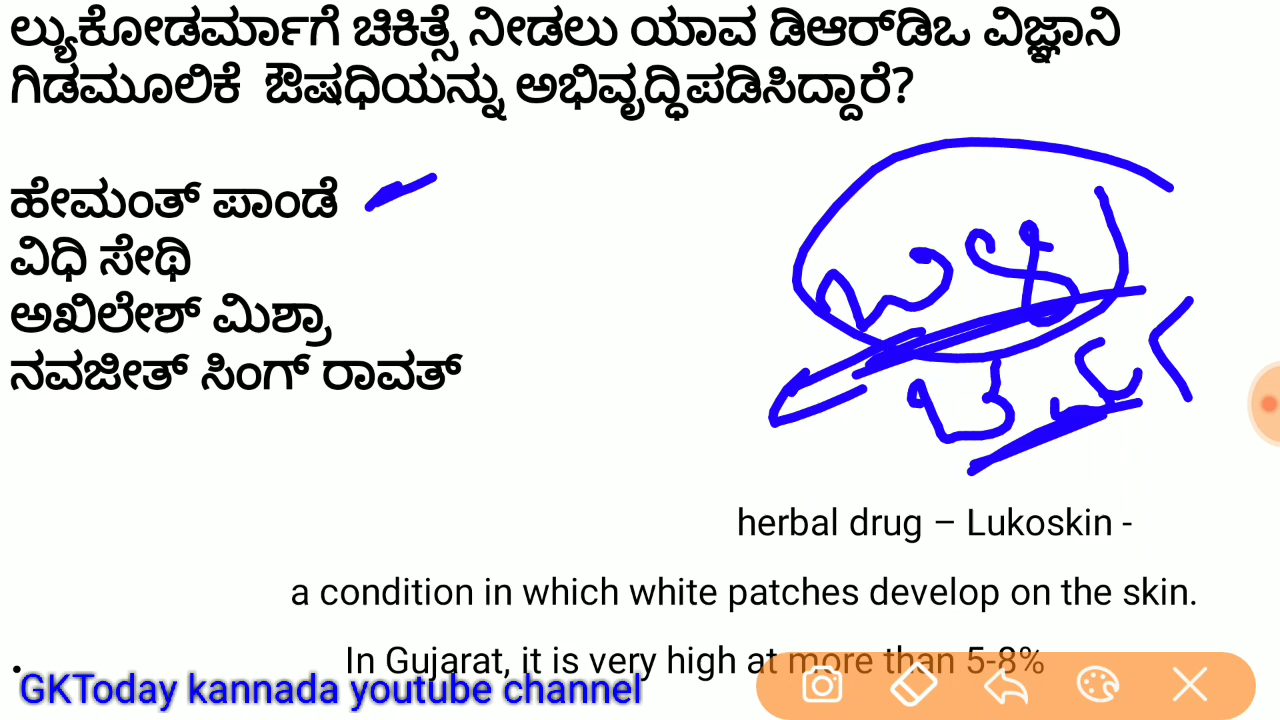 ಲ್ಯುಕೋಡರ್ಮಾಗೆ ಚಿಕಿತ್ಸೆ ನೀಡಲು ಯಾವ ಡಿಆರ್‌ಡಿಒ ವಿಜ್ಞಾನಿ
ಗಿಡಮೂಲಿಕೆ ಔಷಧಿಯನ್ನು ಅಭಿವೃದ್ಧಿಪಡಿಸಿದ್ದಾರೆ?
ಹೇಮಂತ್ ಪಾಂಡೆ
ವಿಧಿ ಸೇಥಿ
ಅಖಿಲೇಶ್ ಮಿಶ್ರಾ
ನವಜೀತ್ ಸಿಂಗ್ ರಾವತ್
herbal drug – Lukoskin -
a condition in which white patches develop on the skin.
. In Gujarat, it is very high at more than 5-8%
GKToday kannada youtube channel